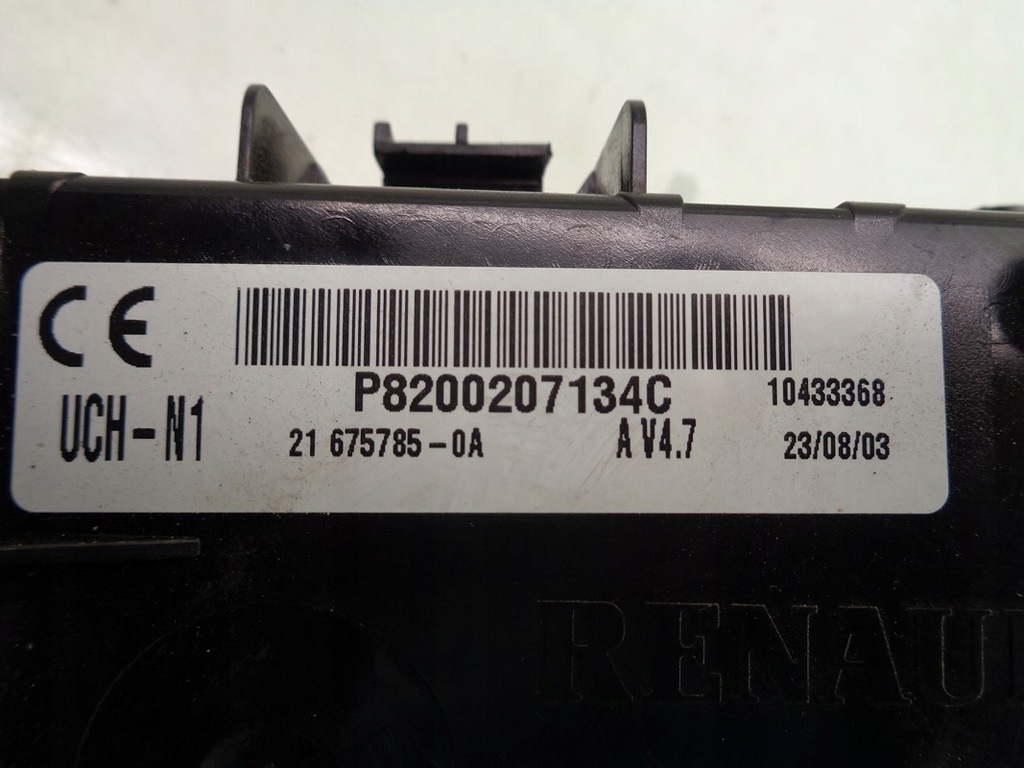 CE
P8200207134C 10433368
UCH-N1 21 675785-0A A V4.7 23/08/03
RENAU